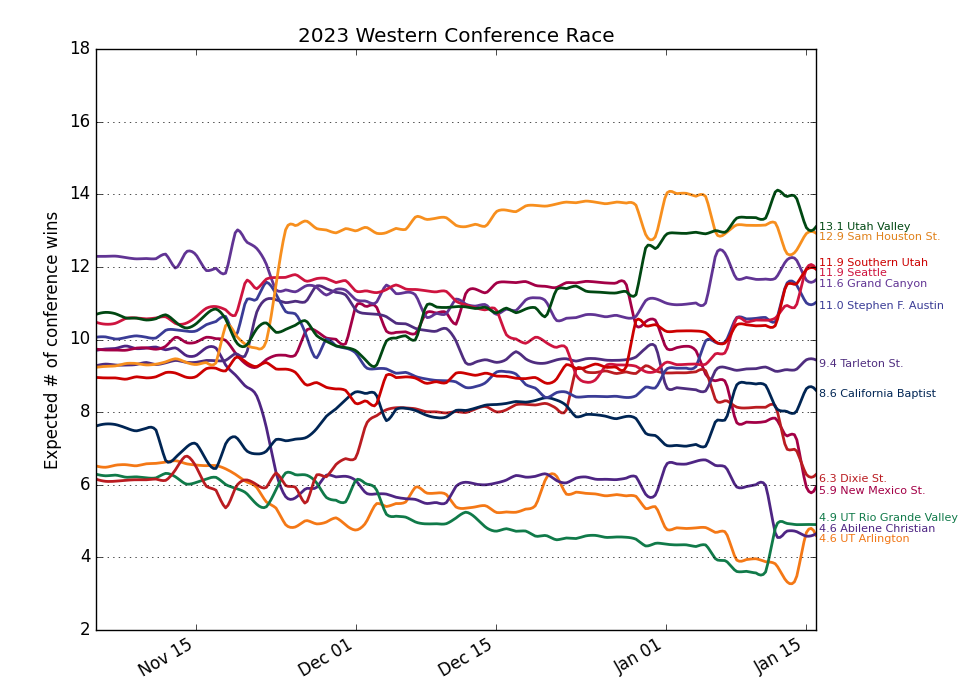 2023 Western Conference Race
Expected # of conference wins
18
16
14
12
10
8
6
4
2
Nov 15
Dec 01
Dec 15
Jan 01
Jan 15
13.1 Utah Valley
12.9 Sam Houston St.
11.9 Southern Utah
11.9 Seattle
11.6 Grand Canyon
11.0 Stephen F. Austin
9.4 Tarleton St.
8.6 California Baptist
6.3 Dixie St.
5.9 New Mexico St.
4.9 UT Rio Grande Valley
4.6 Abilene Christian
4.6 UT Arlington